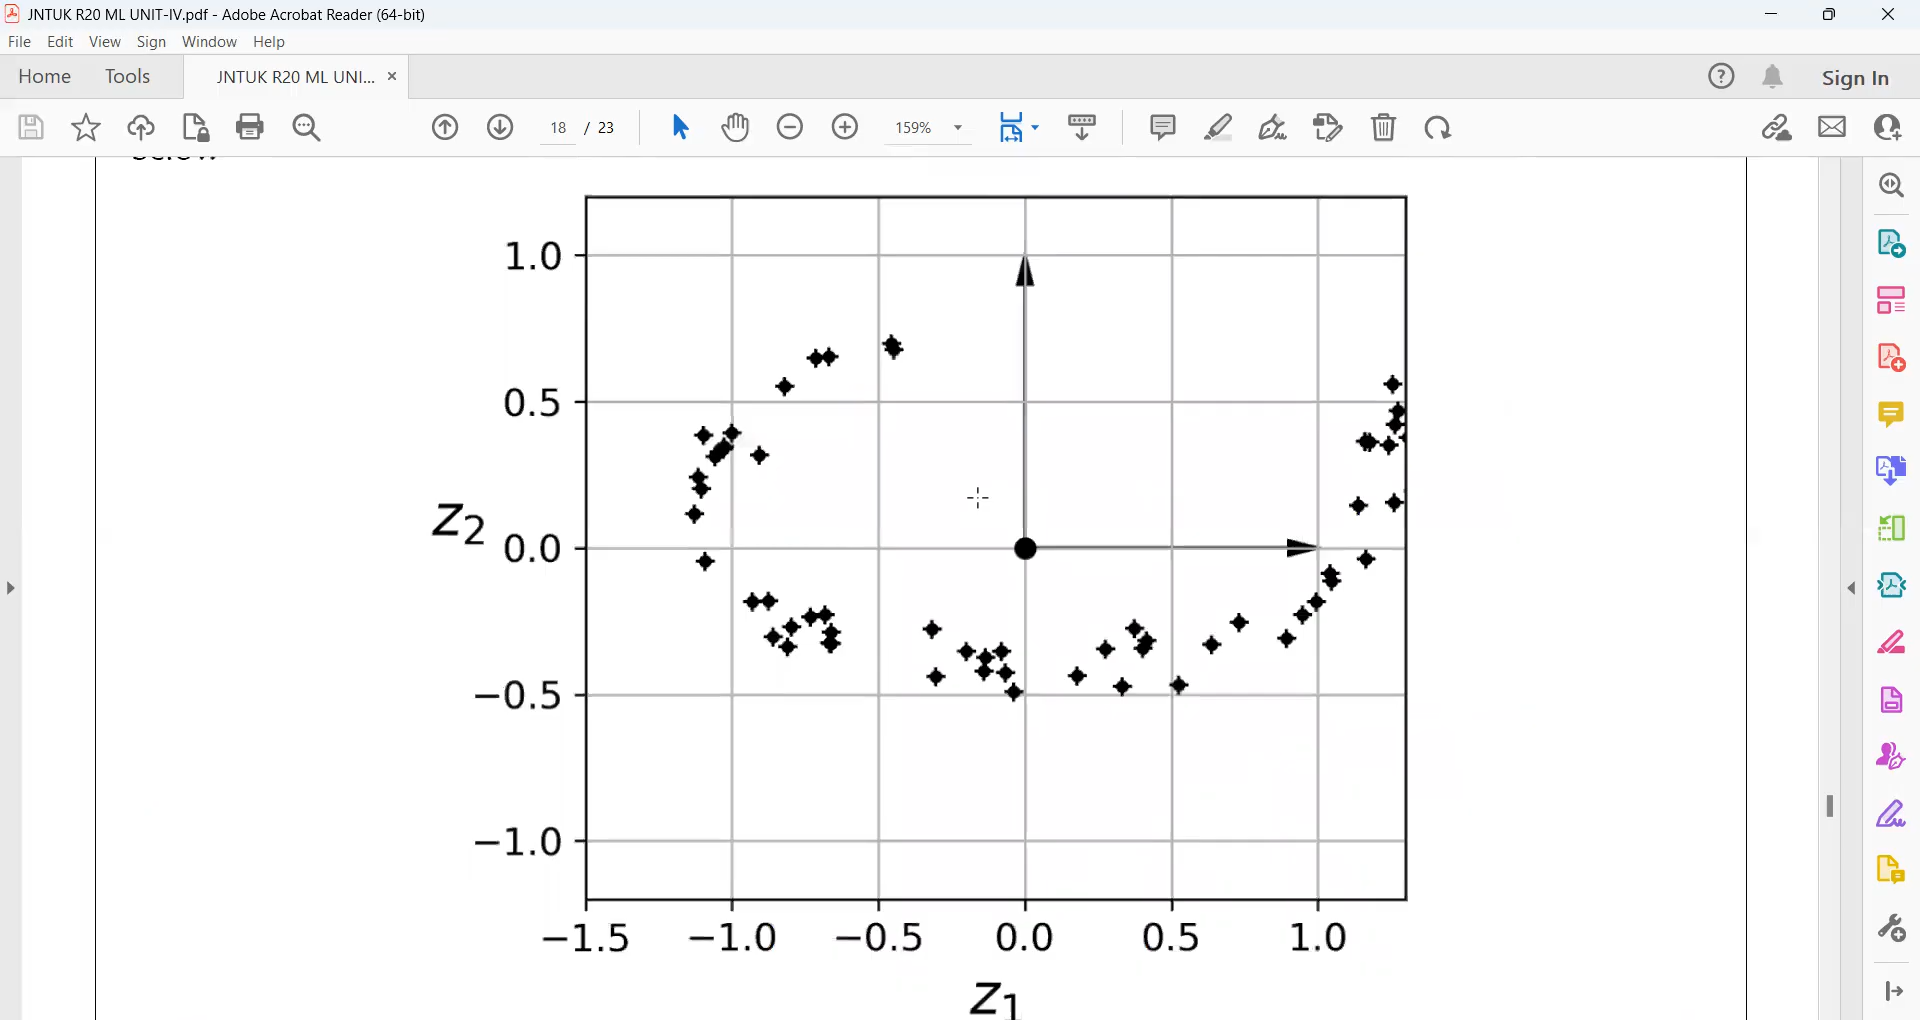 JNTUK R20 ML UNIT-IV.pdf - Adobe Acrobat Reader (64-bit)
File Edit View Sign Window Help
Home Tools JNTUK R20 ML UNI... × Sign In
18 / 23 159%
1.0
0.5
z2 0.0
−0.5
−1.0
−1.5 −1.0 −0.5 0.0 0.5 1.0
z1